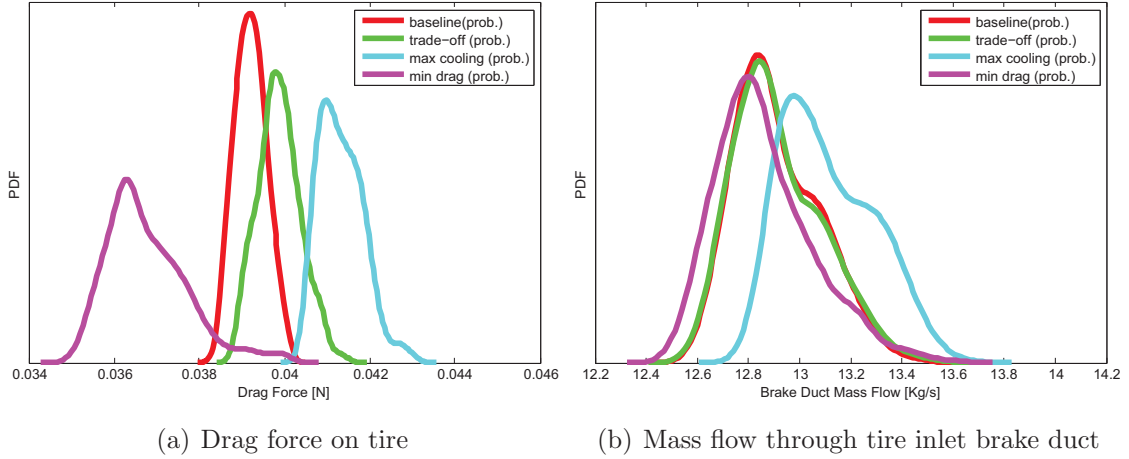 baseline(prob.)
trade−off (prob.)
max cooling (prob.)
min drag (prob.)
PDF
0.034 0.036 0.038 0.04 0.042 0.044 0.046
Drag Force [N]
(a) Drag force on tire
baseline(prob.)
trade−off (prob.)
max cooling (prob.)
min drag (prob.)
PDF
12.2 12.4 12.6 12.8 13 13.2 13.4 13.6 13.8 14 14.2
Brake Duct Mass Flow [Kg/s]
(b) Mass flow through tire inlet brake duct